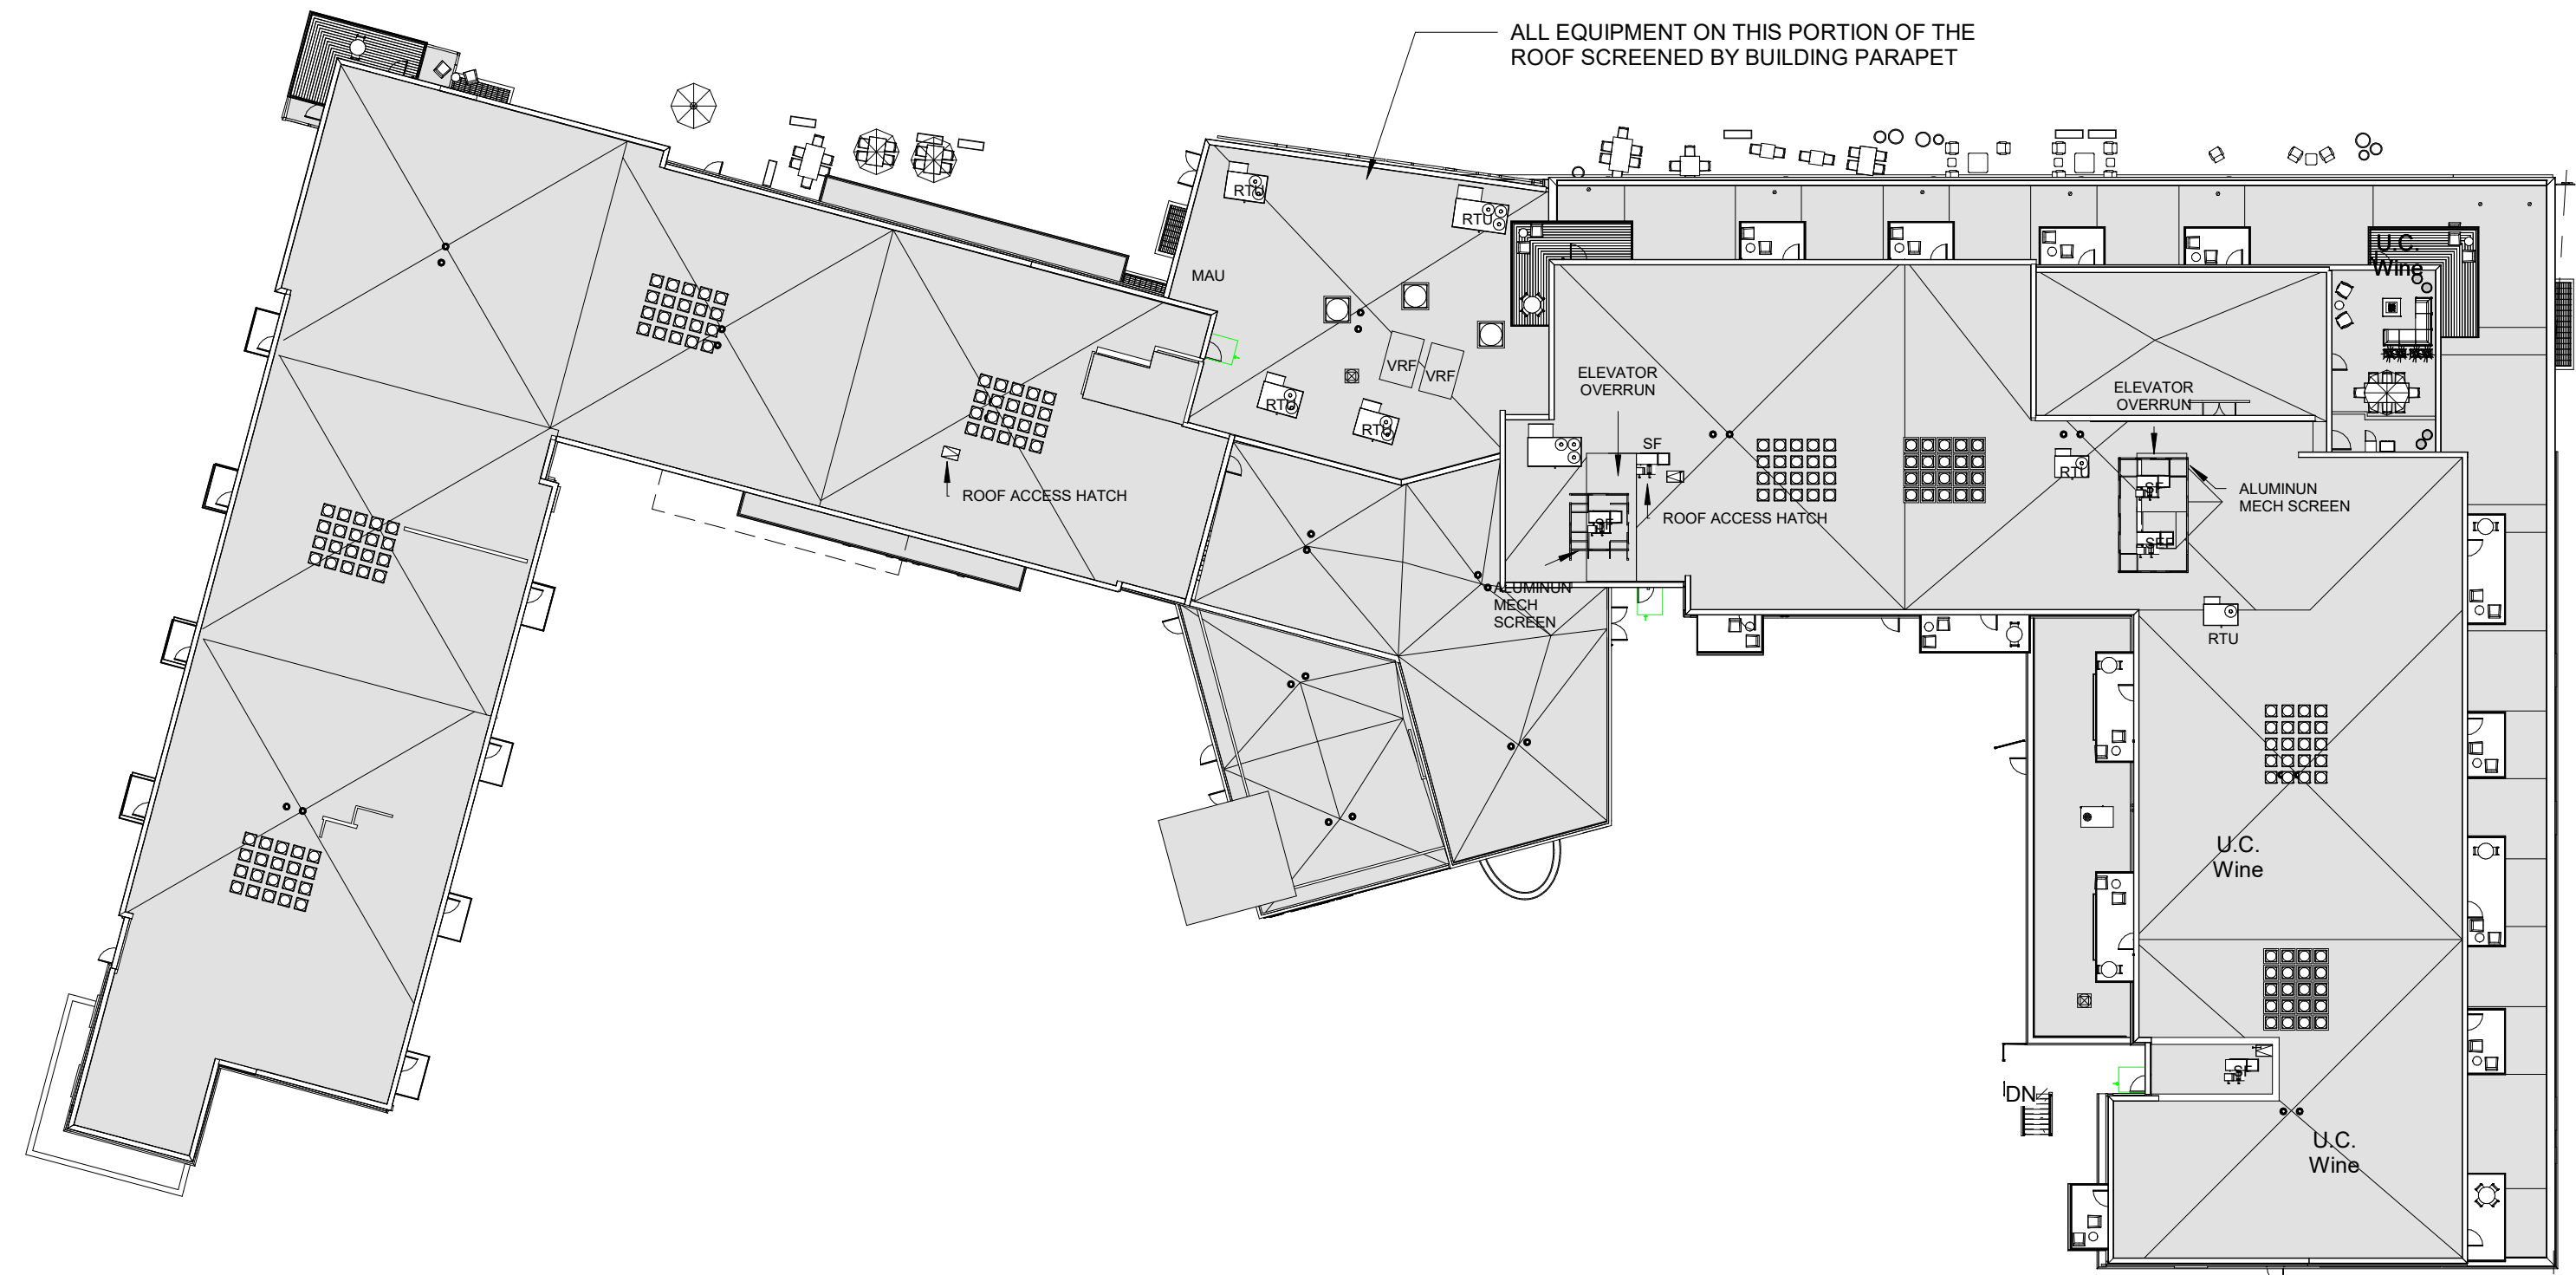 ALL EQUIPMENT ON THIS PORTION OF THE
ROOF SCREENED BY BUILDING PARAPET
RTU
RTU
U.C.
Wine
MAU
VRF
VRF
ELEVATOR
OVERRUN
ELEVATOR
OVERRUN
RTU
RTU
SF
RTU
ROOF ACCESS HATCH
ROOF ACCESS HATCH
SF
SF
ALUMINUN
MECH SCREEN
ALUMINUN
MECH
SCREEN
RTU
U.C.
Wine
SF
DN
U.C.
Wine